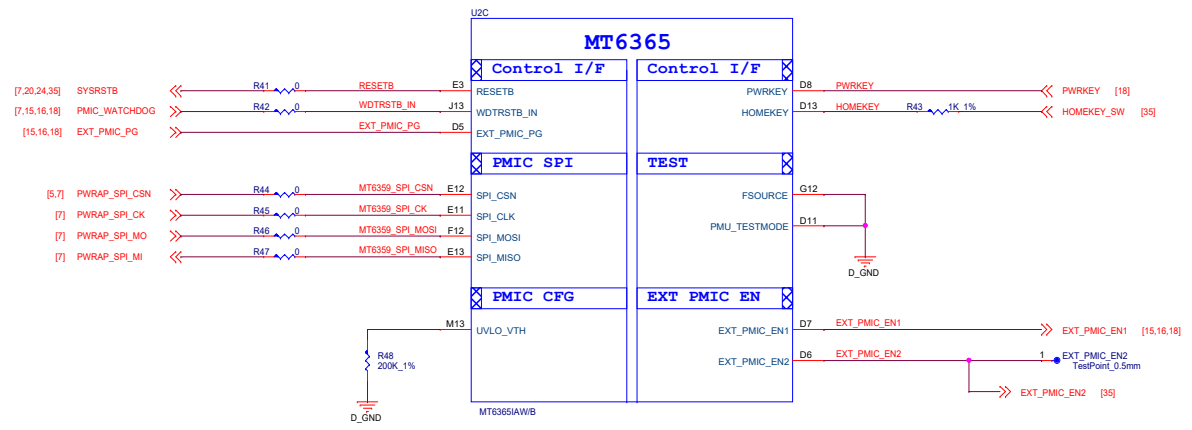 U2C
MT6365
Control I/F
Control I/F
[7,20,24,35] SYSRSTB R41 0 RESETB E3 RESETB
PWRKEY D8 PWRKEY PWRKEY [18]
[7,15,16,18] PMIC_WATCHDOG R42 0 WDTRSTB_IN J13 WDTRSTB_IN
HOMEKEY D13 HOMEKEY R43 1K_1% HOMEKEY_SW [35]
[15,16,18] EXT_PMIC_PG EXT_PMIC_PG D5 EXT_PMIC_PG
PMIC SPI
TEST
[5,7] PWRAP_SPI_CSN R44 0 MT6359_SPI_CSN E12 SPI_CSN
FSOURCE G12
[7] PWRAP_SPI_CK R45 0 MT6359_SPI_CK E11 SPI_CLK
PMU_TESTMODE D11
[7] PWRAP_SPI_MO R46 0 MT6359_SPI_MOSI F12 SPI_MOSI
[7] PWRAP_SPI_MI R47 0 MT6359_SPI_MISO E13 SPI_MISO
D_GND
PMIC CFG
EXT PMIC EN
M13 UVLO_VTH
EXT_PMIC_EN1 D7 EXT_PMIC_EN1 EXT_PMIC_EN1 [15,16,18]
R48
200K_1%
EXT_PMIC_EN2 D6 EXT_PMIC_EN2 1 EXT_PMIC_EN2
TestPoint_0.5mm
EXT_PMIC_EN2 [35]
D_GND
MT6365IAW/B